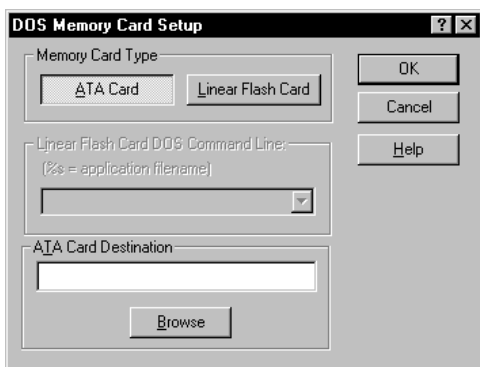 DOS Memory Card Setup
Memory Card Type
ATA Card
Linear Flash Card
OK
Cancel
Help
Linear Flash Card DOS Command Line:
(%s = application filename)
ATA Card Destination
Browse